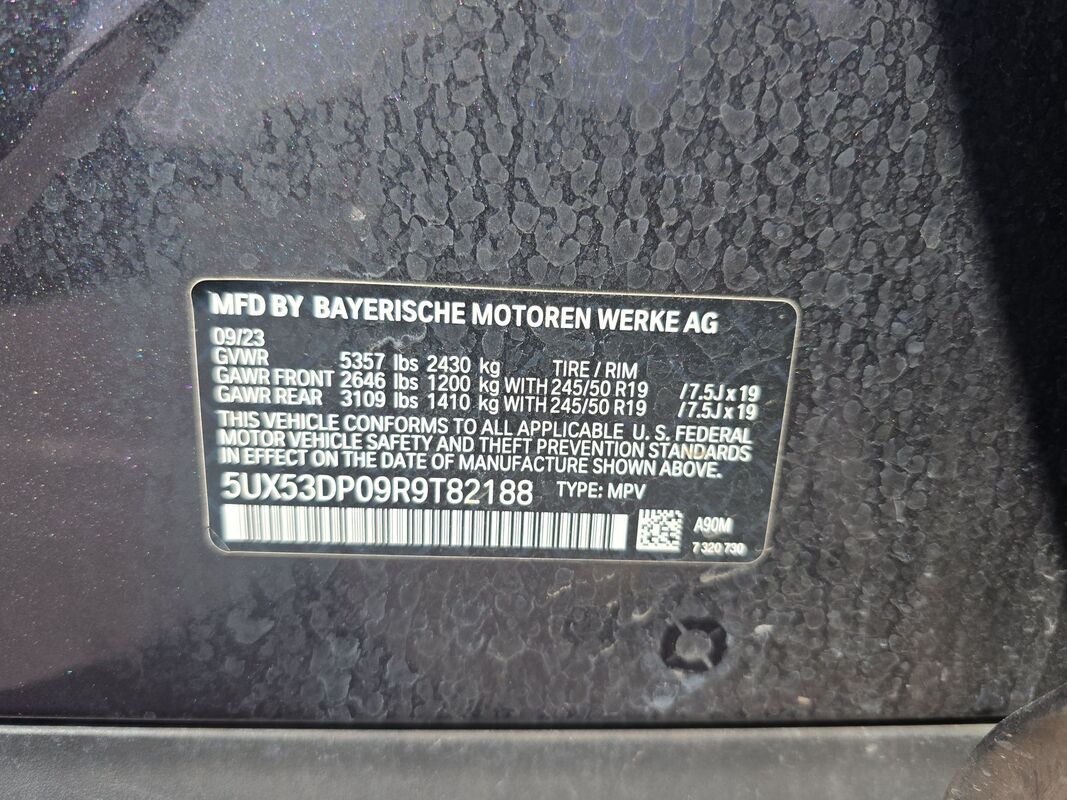 MFD BY BAYERISCHE MOTOREN WERKE AG
09/23
GVWR 5357 lbs 2430 kg TIRE / RIM
GAWR FRONT 2646 lbs 1200 kg WITH 245/50 R19 /7.5J x 19
GAWR REAR 3109 lbs 1410 kg WITH 245/50 R19 /7.5J x 19
THIS VEHICLE CONFORMS TO ALL APPLICABLE U. S. FEDERAL
MOTOR VEHICLE SAFETY AND THEFT PREVENTION STANDARDS
IN EFFECT ON THE DATE OF MANUFACTURE SHOWN ABOVE.
5UX53DP09R9T82188 TYPE: MPV
A90M
7 320 730